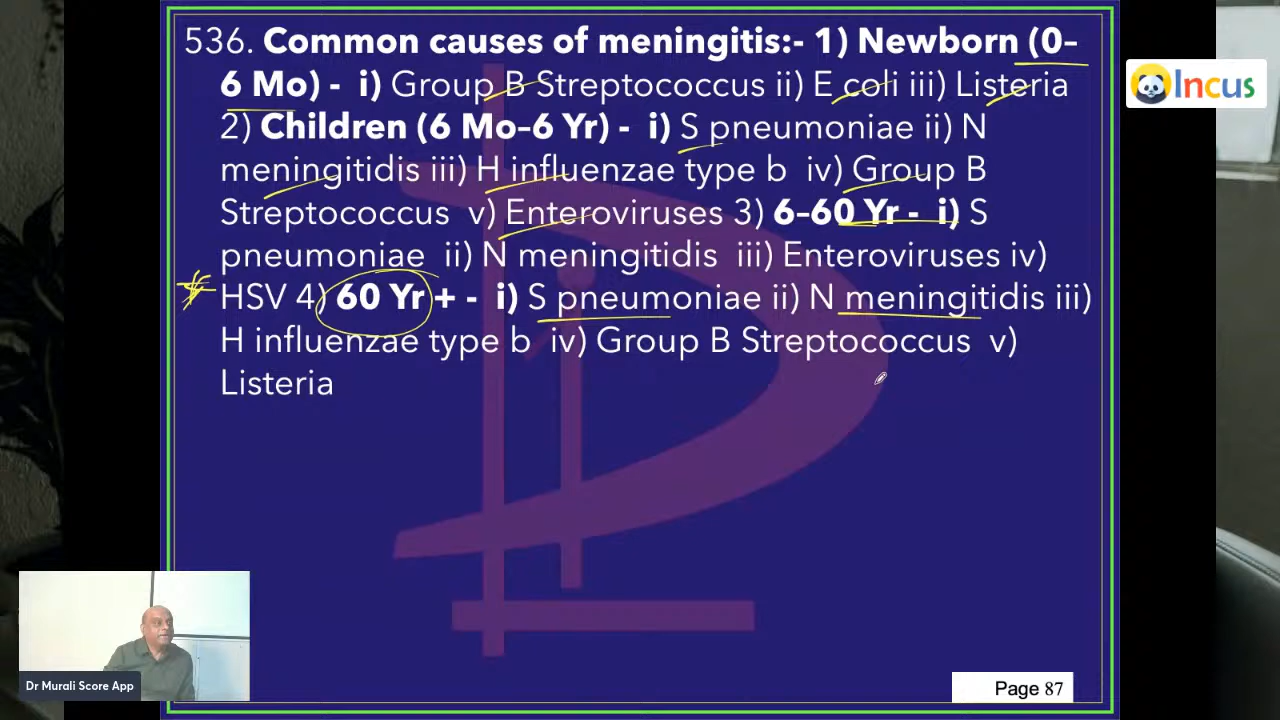 536. Common causes of meningitis:- 1) Newborn (0–
6 Mo) - i) Group B Streptococcus ii) E coli iii) Listeria
2) Children (6 Mo–6 Yr) - i) S pneumoniae ii) N
meningitidis iii) H influenzae type b iv) Group B
Streptococcus v) Enteroviruses 3) 6–60 Yr - i) S
pneumoniae ii) N meningitidis iii) Enteroviruses iv)
HSV 4) 60 Yr + - i) S pneumoniae ii) N meningitidis iii)
H influenzae type b iv) Group B Streptococcus v)
Listeria
Incus
Dr Murali Score App
Page 87